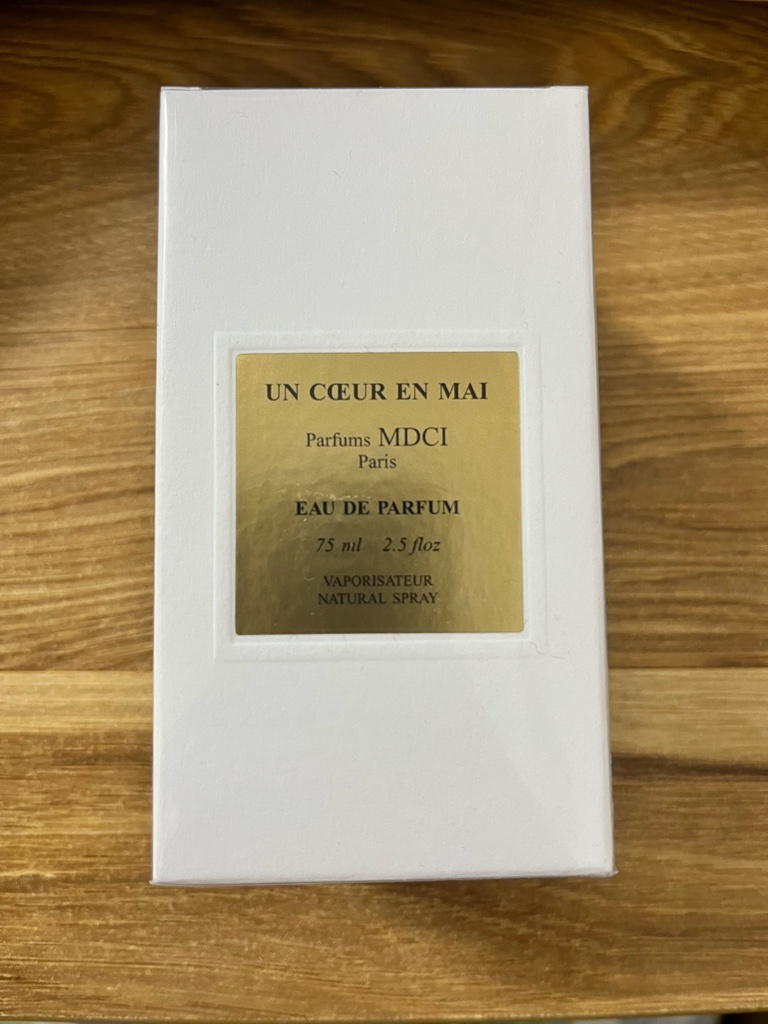 UN CŒUR EN MAI
Parfums MDCI
Paris
EAU DE PARFUM
75 ml 2.5 floz
VAPORISATEUR
NATURAL SPRAY